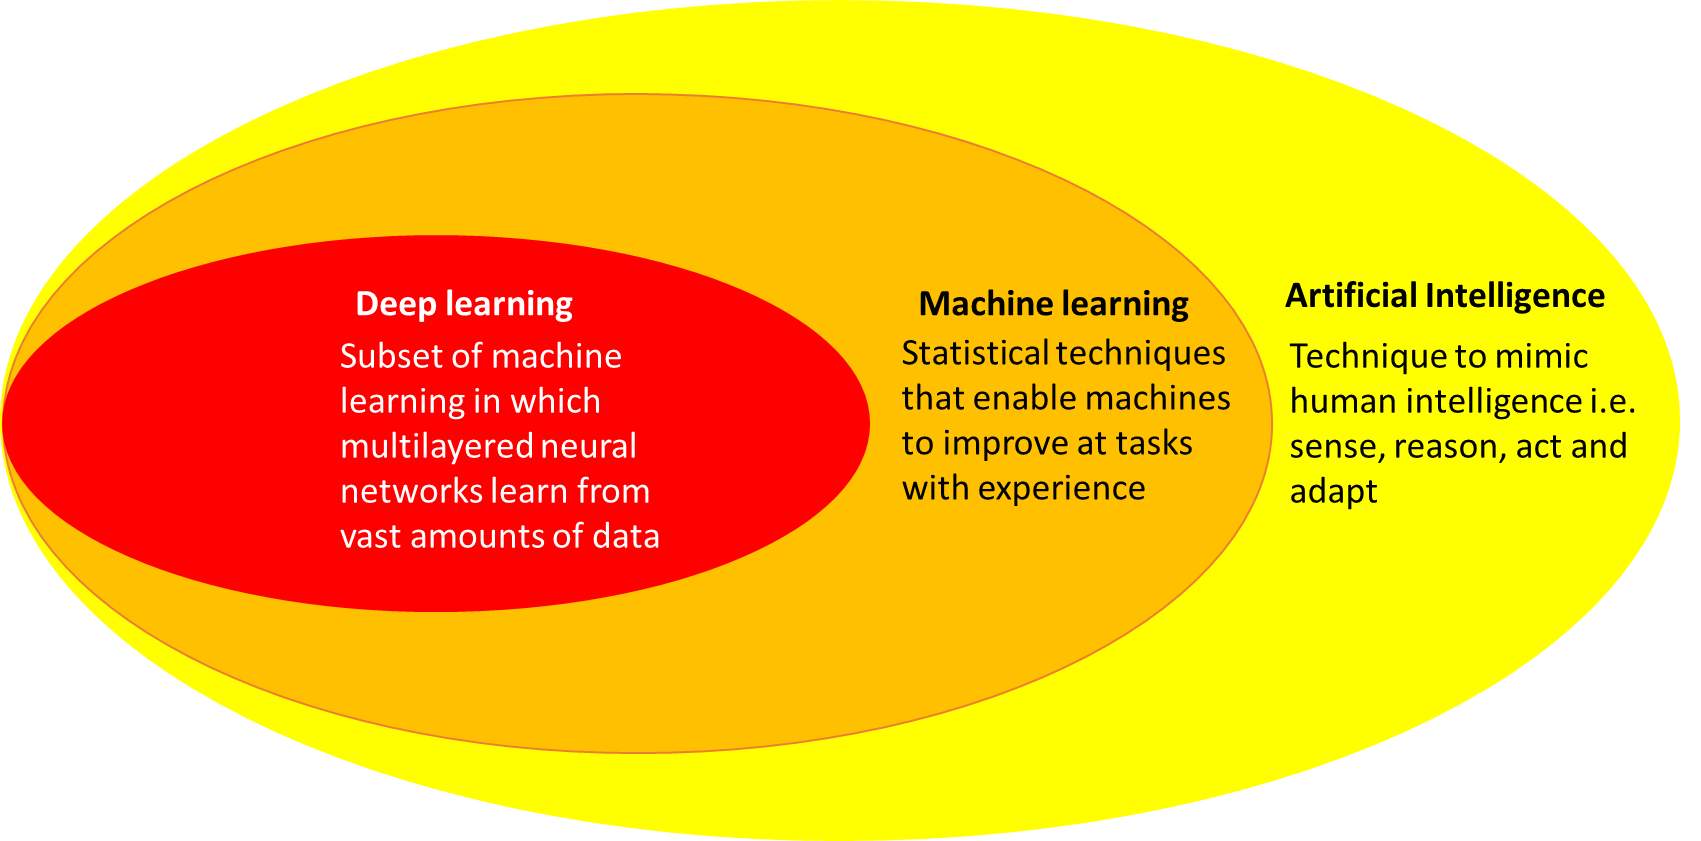 Deep learning
Subset of machine
learning in which
multilayered neural
networks learn from
vast amounts of data
Machine learning
Statistical techniques
that enable machines
to improve at tasks
with experience
Artificial Intelligence
Technique to mimic
human intelligence i.e.
sense, reason, act and
adapt